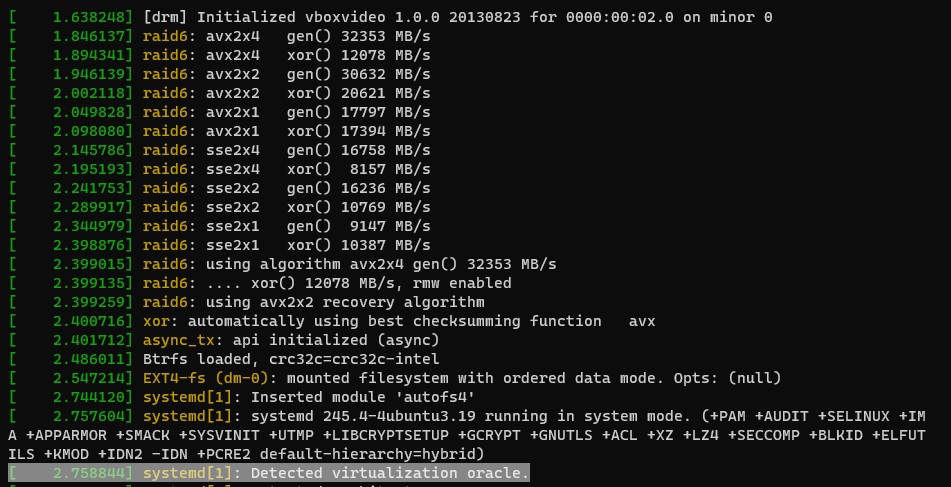 [    1.638248] [drm] Initialized vboxvideo 1.0.0 20130823 for 0000:00:02.0 on minor 0
[    1.846137] raid6: avx2x4   gen() 32353 MB/s
[    1.894341] raid6: avx2x4   xor() 12078 MB/s
[    1.946139] raid6: avx2x2   gen() 30632 MB/s
[    2.002118] raid6: avx2x2   xor() 20621 MB/s
[    2.049828] raid6: avx2x1   gen() 17797 MB/s
[    2.098080] raid6: avx2x1   xor() 17394 MB/s
[    2.145786] raid6: sse2x4   gen() 16758 MB/s
[    2.195193] raid6: sse2x4   xor()  8157 MB/s
[    2.241753] raid6: sse2x2   gen() 16236 MB/s
[    2.289917] raid6: sse2x2   xor() 10769 MB/s
[    2.344979] raid6: sse2x1   gen()  9147 MB/s
[    2.398876] raid6: sse2x1   xor() 10387 MB/s
[    2.399015] raid6: using algorithm avx2x4 gen() 32353 MB/s
[    2.399135] raid6: .... xor() 12078 MB/s, rmw enabled
[    2.399259] raid6: using avx2x2 recovery algorithm
[    2.400716] xor: automatically using best checksumming function   avx
[    2.401712] async_tx: api initialized (async)
[    2.486011] Btrfs loaded, crc32c=crc32c-intel
[    2.547214] EXT4-fs (dm-0): mounted filesystem with ordered data mode. Opts: (null)
[    2.744120] systemd[1]: Inserted module 'autofs4'
[    2.757604] systemd[1]: systemd 245.4-4ubuntu3.19 running in system mode. (+PAM +AUDIT +SELINUX +IM
A +APPARMOR +SMACK +SYSVINIT +UTMP +LIBCRYPTSETUP +GCRYPT +GNUTLS +ACL +XZ +LZ4 +SECCOMP +BLKID +ELFUT
ILS +KMOD +IDN2 -IDN +PCRE2 default-hierarchy=hybrid)
[    2.758844] systemd[1]: Detected virtualization oracle.